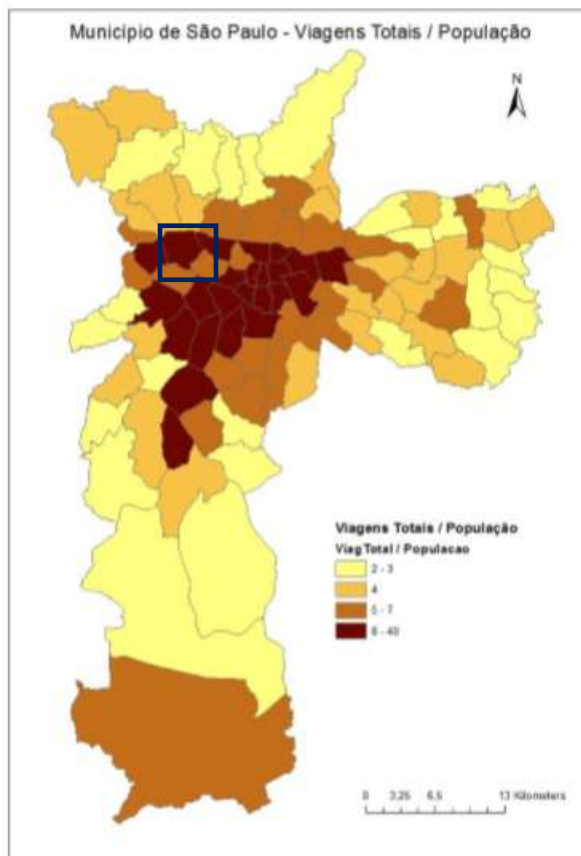 Município de São Paulo - Viagens Totais / População
N
Viagens Totais / População
ViagTotal / Populacao
2 - 3
4
5 - 7
8 - 40
0 3,25 6,5 13 Kilometers